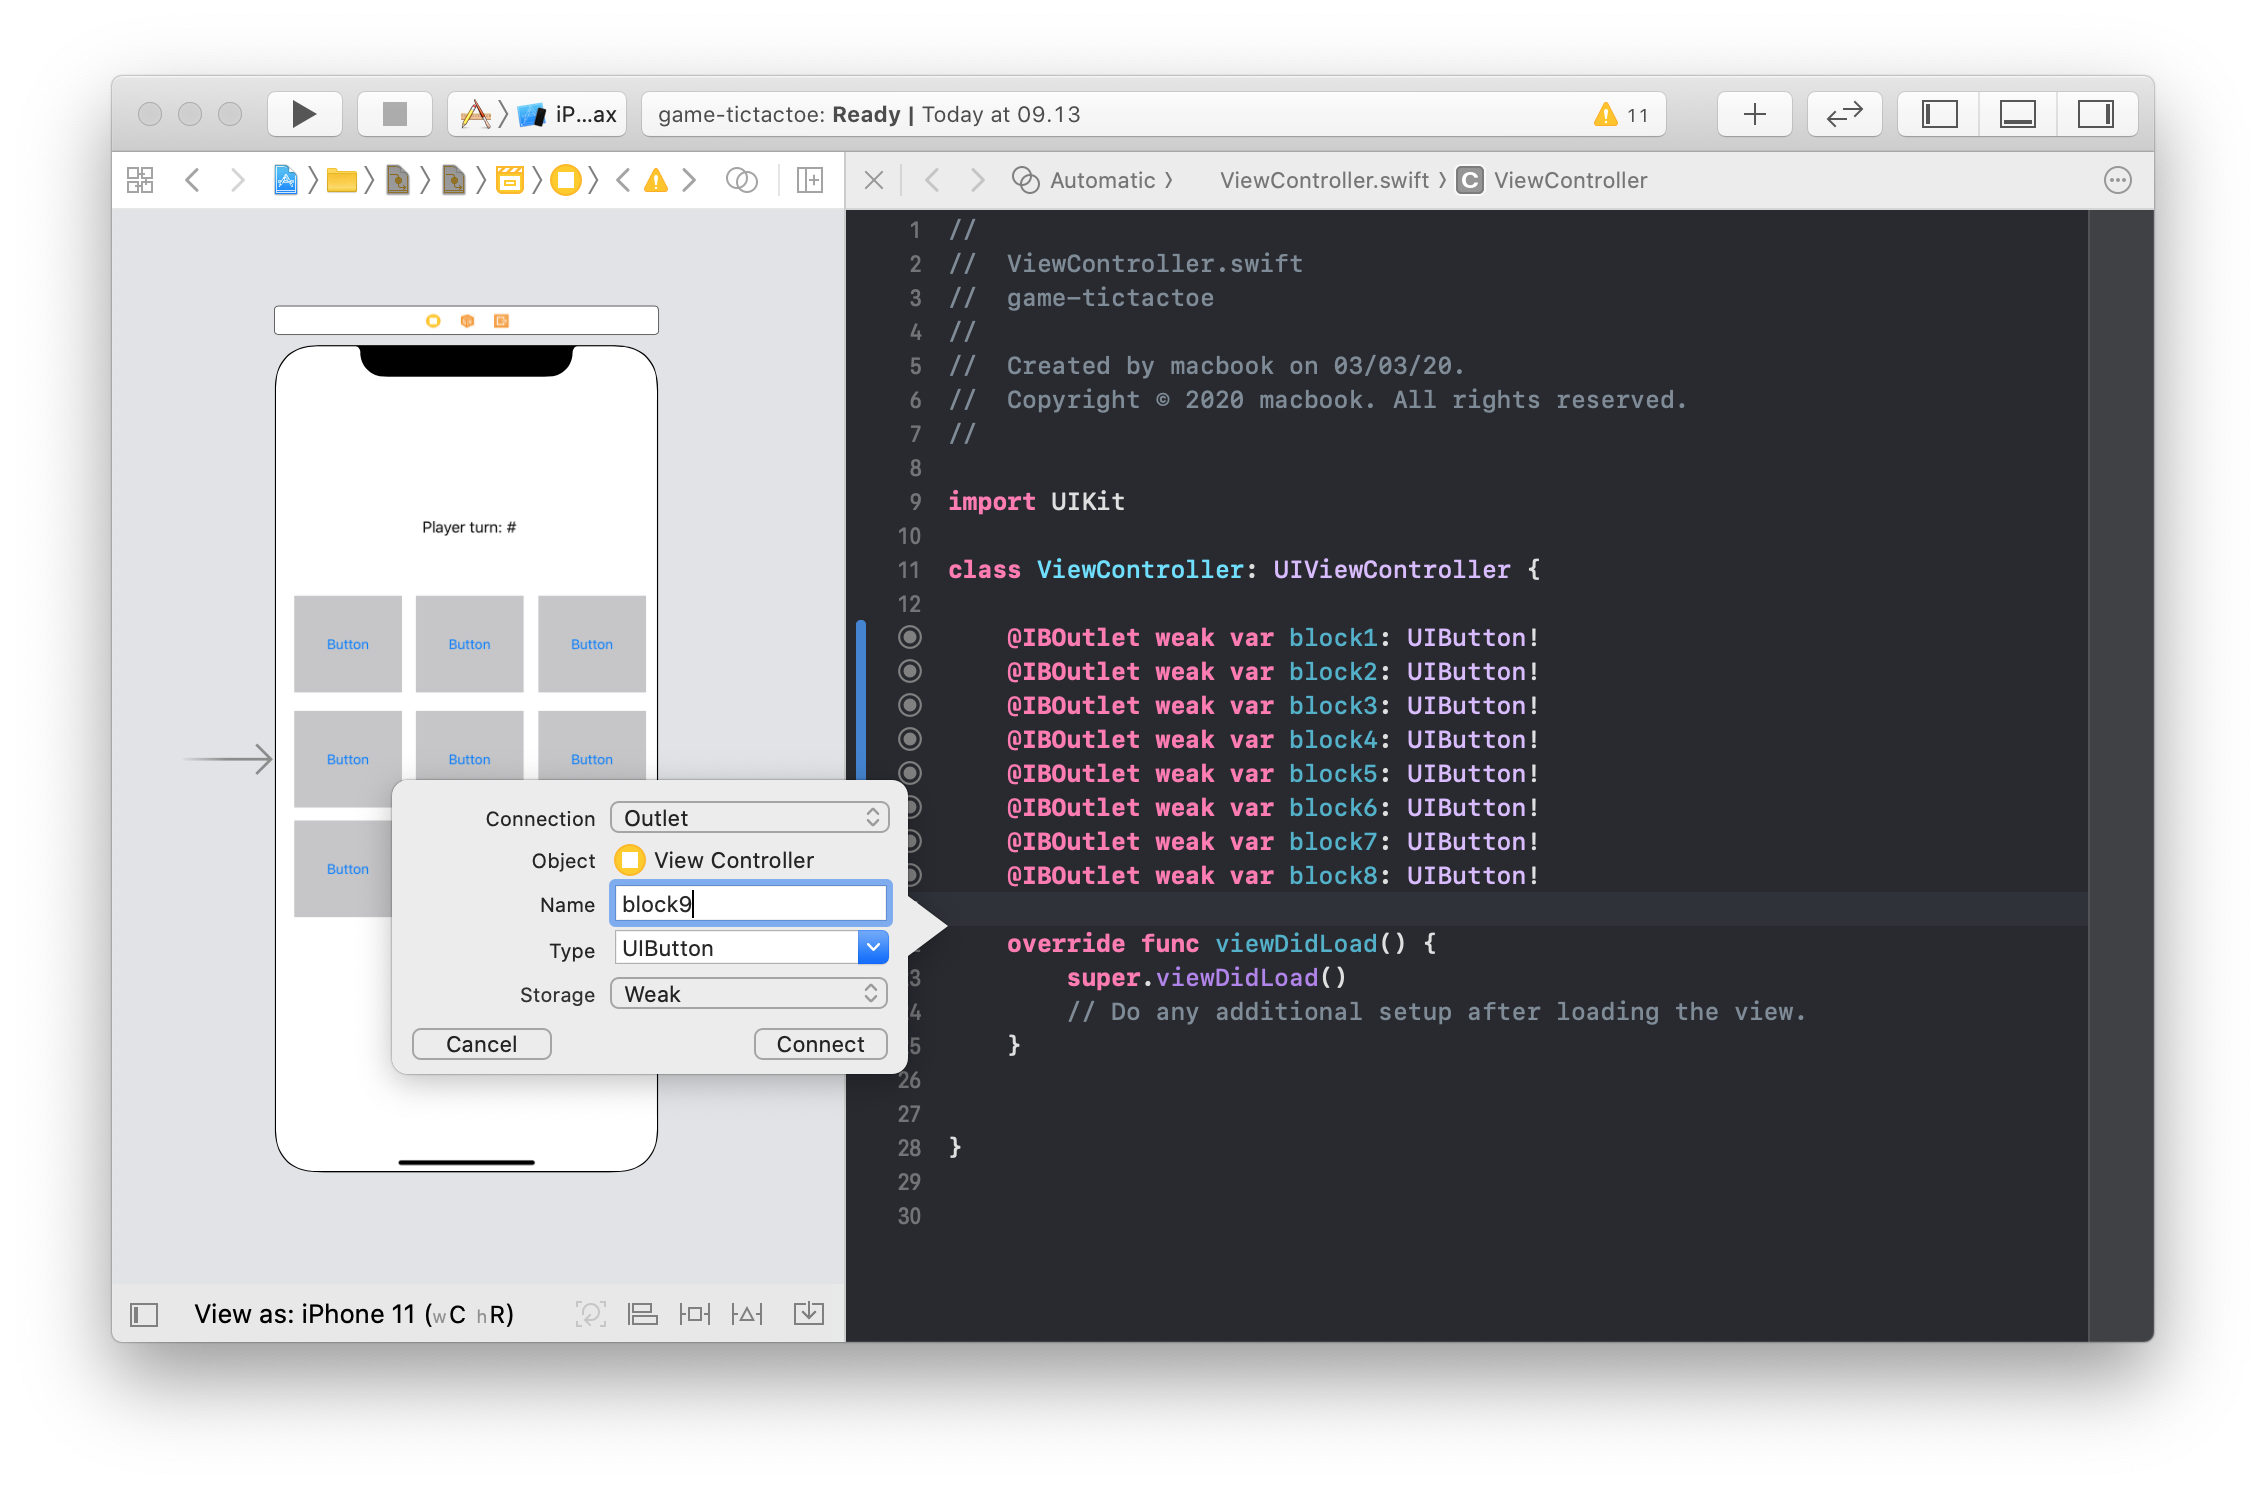 iP...ax
game-tictactoe: Ready | Today at 09.13
11
Automatic
ViewController.swift
C ViewController
Player turn: #
Button Button Button
Button Button Button
Button
Connection Outlet
Object View Controller
Name block9
Type UIButton
Storage Weak
Cancel Connect
View as: iPhone 11 (wC hR)
1 //
2 //  ViewController.swift
3 //  game-tictactoe
4 //
5 //  Created by macbook on 03/03/20.
6 //  Copyright © 2020 macbook. All rights reserved.
7 //
8
9 import UIKit
10
11 class ViewController: UIViewController {
12
@IBOutlet weak var block1: UIButton!
@IBOutlet weak var block2: UIButton!
@IBOutlet weak var block3: UIButton!
@IBOutlet weak var block4: UIButton!
@IBOutlet weak var block5: UIButton!
@IBOutlet weak var block6: UIButton!
@IBOutlet weak var block7: UIButton!
@IBOutlet weak var block8: UIButton!
override func viewDidLoad() {
3 super.viewDidLoad()
4 // Do any additional setup after loading the view.
5 }
26
27
28 }
29
30